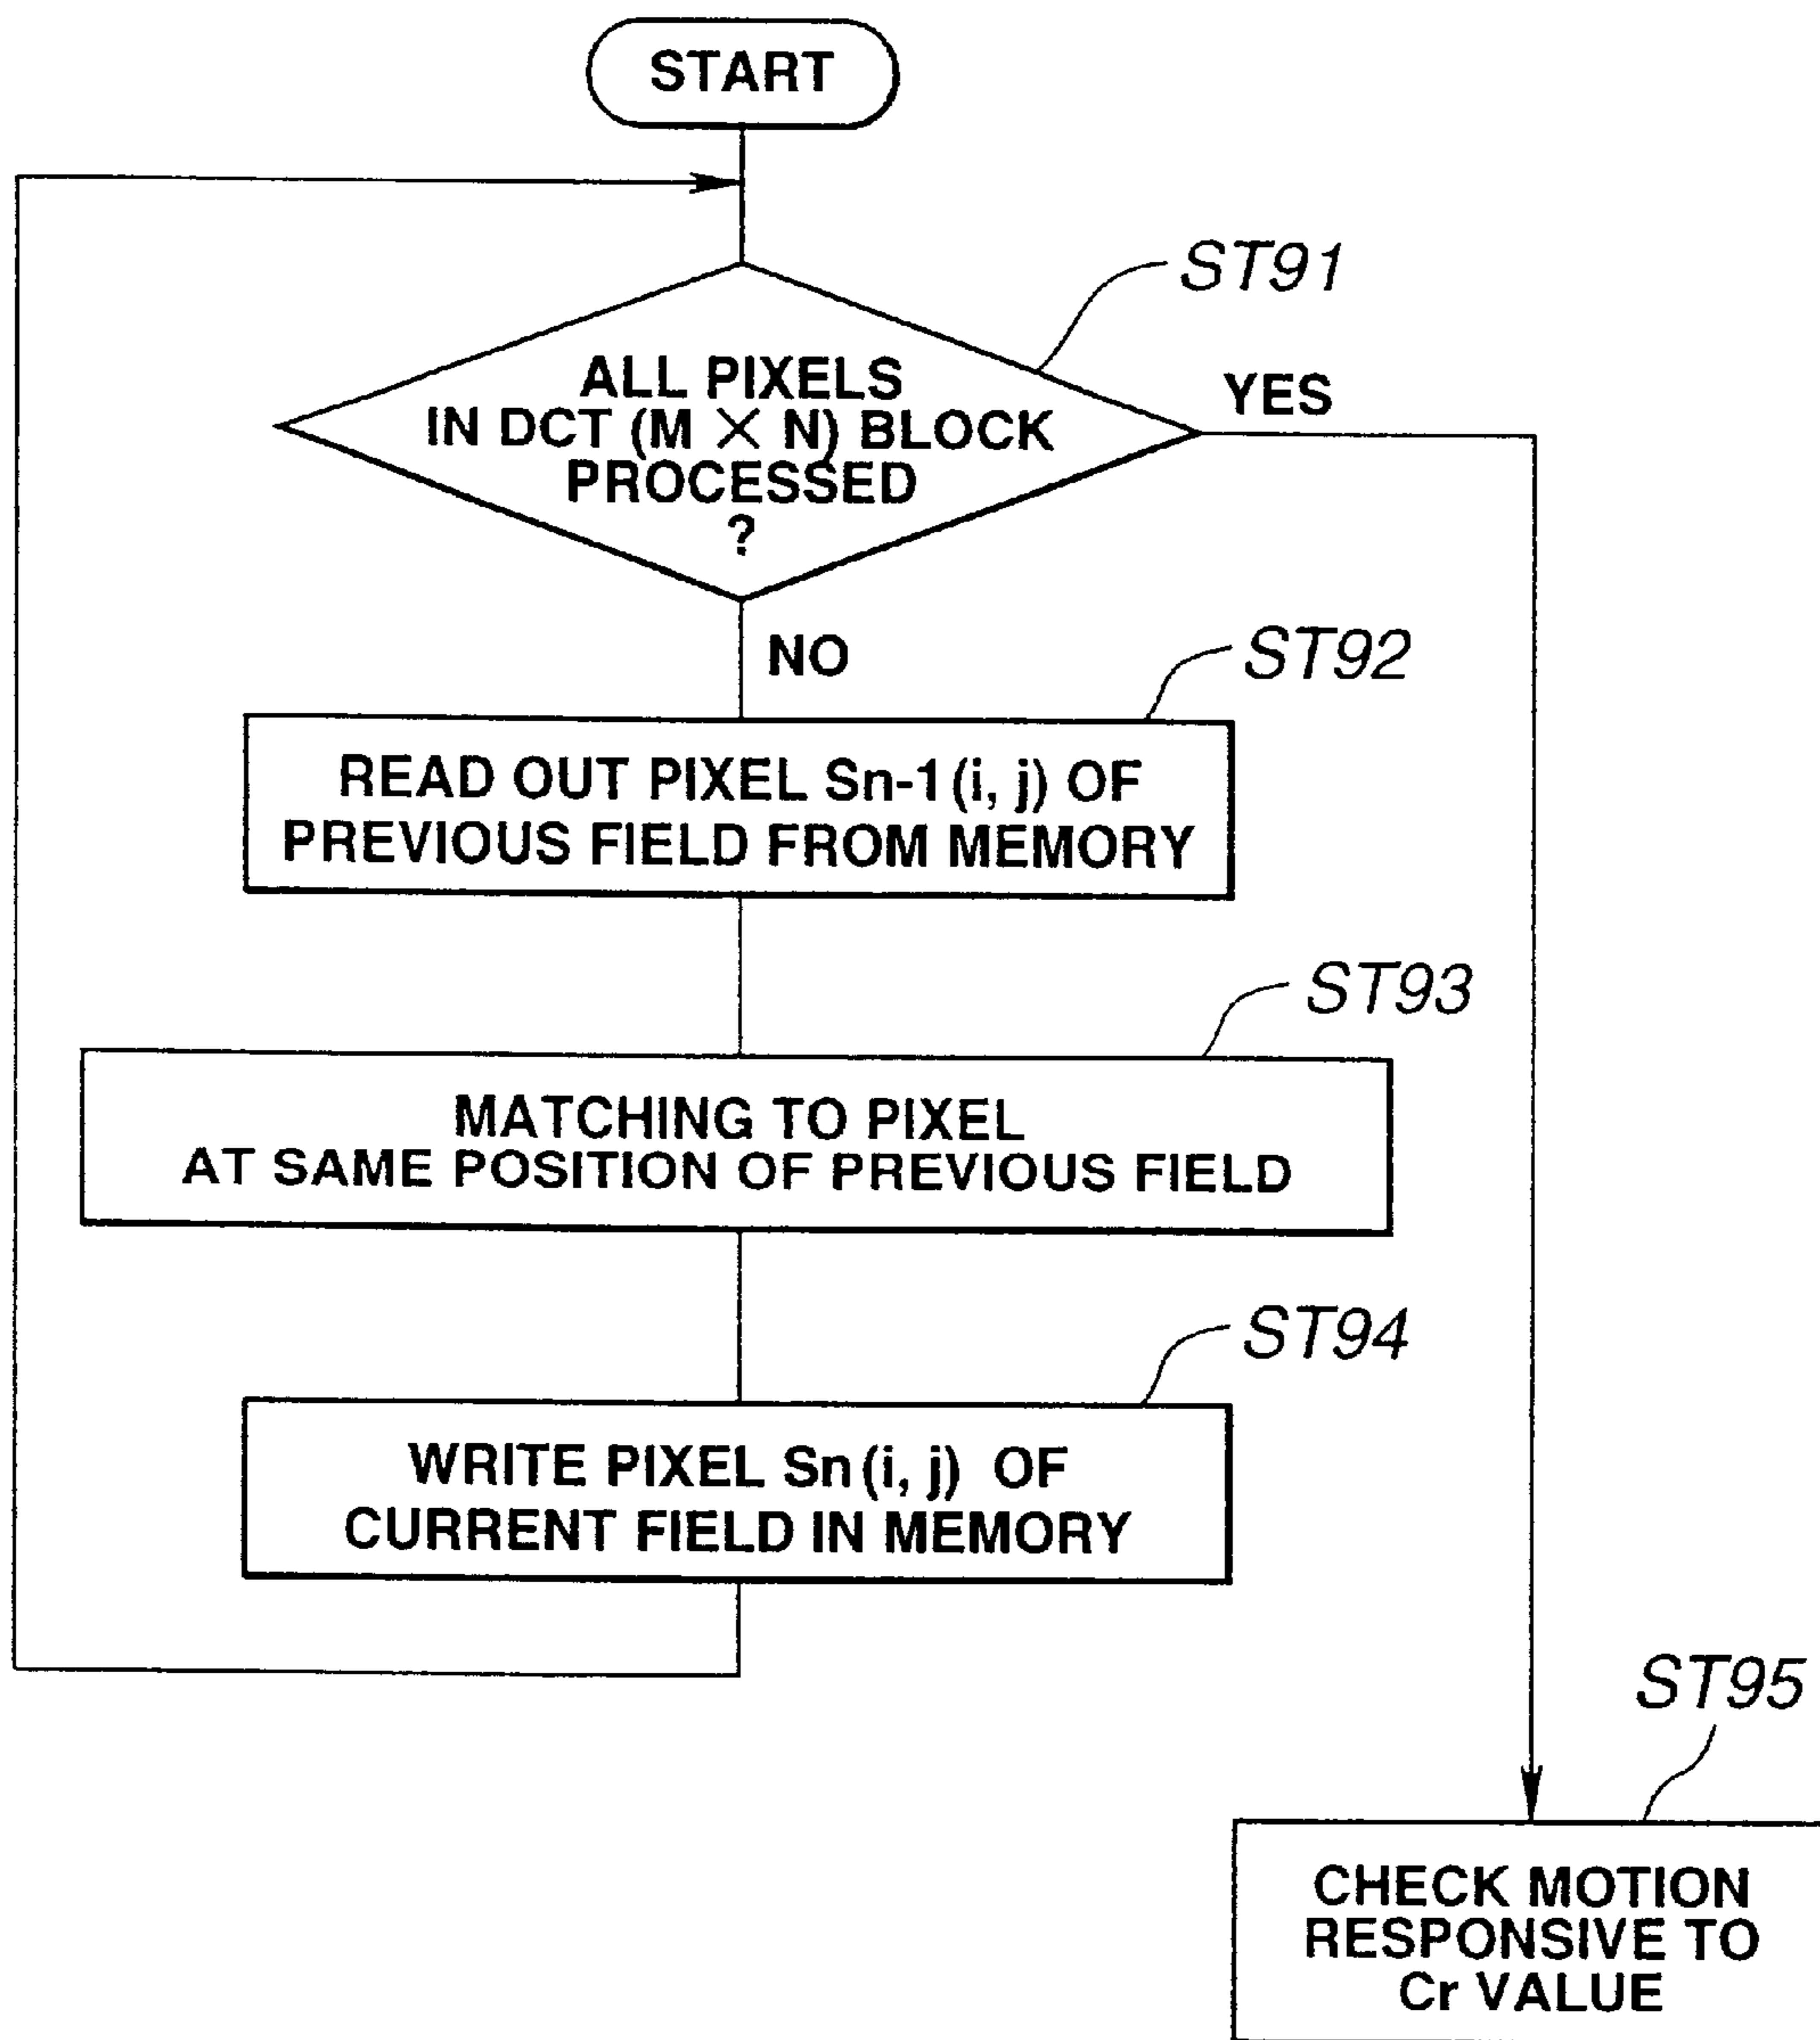 START
ST91
ALL PIXELS
IN DCT (M × N) BLOCK
PROCESSED
?
YES
NO
ST92
READ OUT PIXEL Sn-1(i, j) OF
PREVIOUS FIELD FROM MEMORY
ST93
MATCHING TO PIXEL
AT SAME POSITION OF PREVIOUS FIELD
ST94
WRITE PIXEL Sn(i, j) OF
CURRENT FIELD IN MEMORY
ST95
CHECK MOTION
RESPONSIVE TO
Cr VALUE